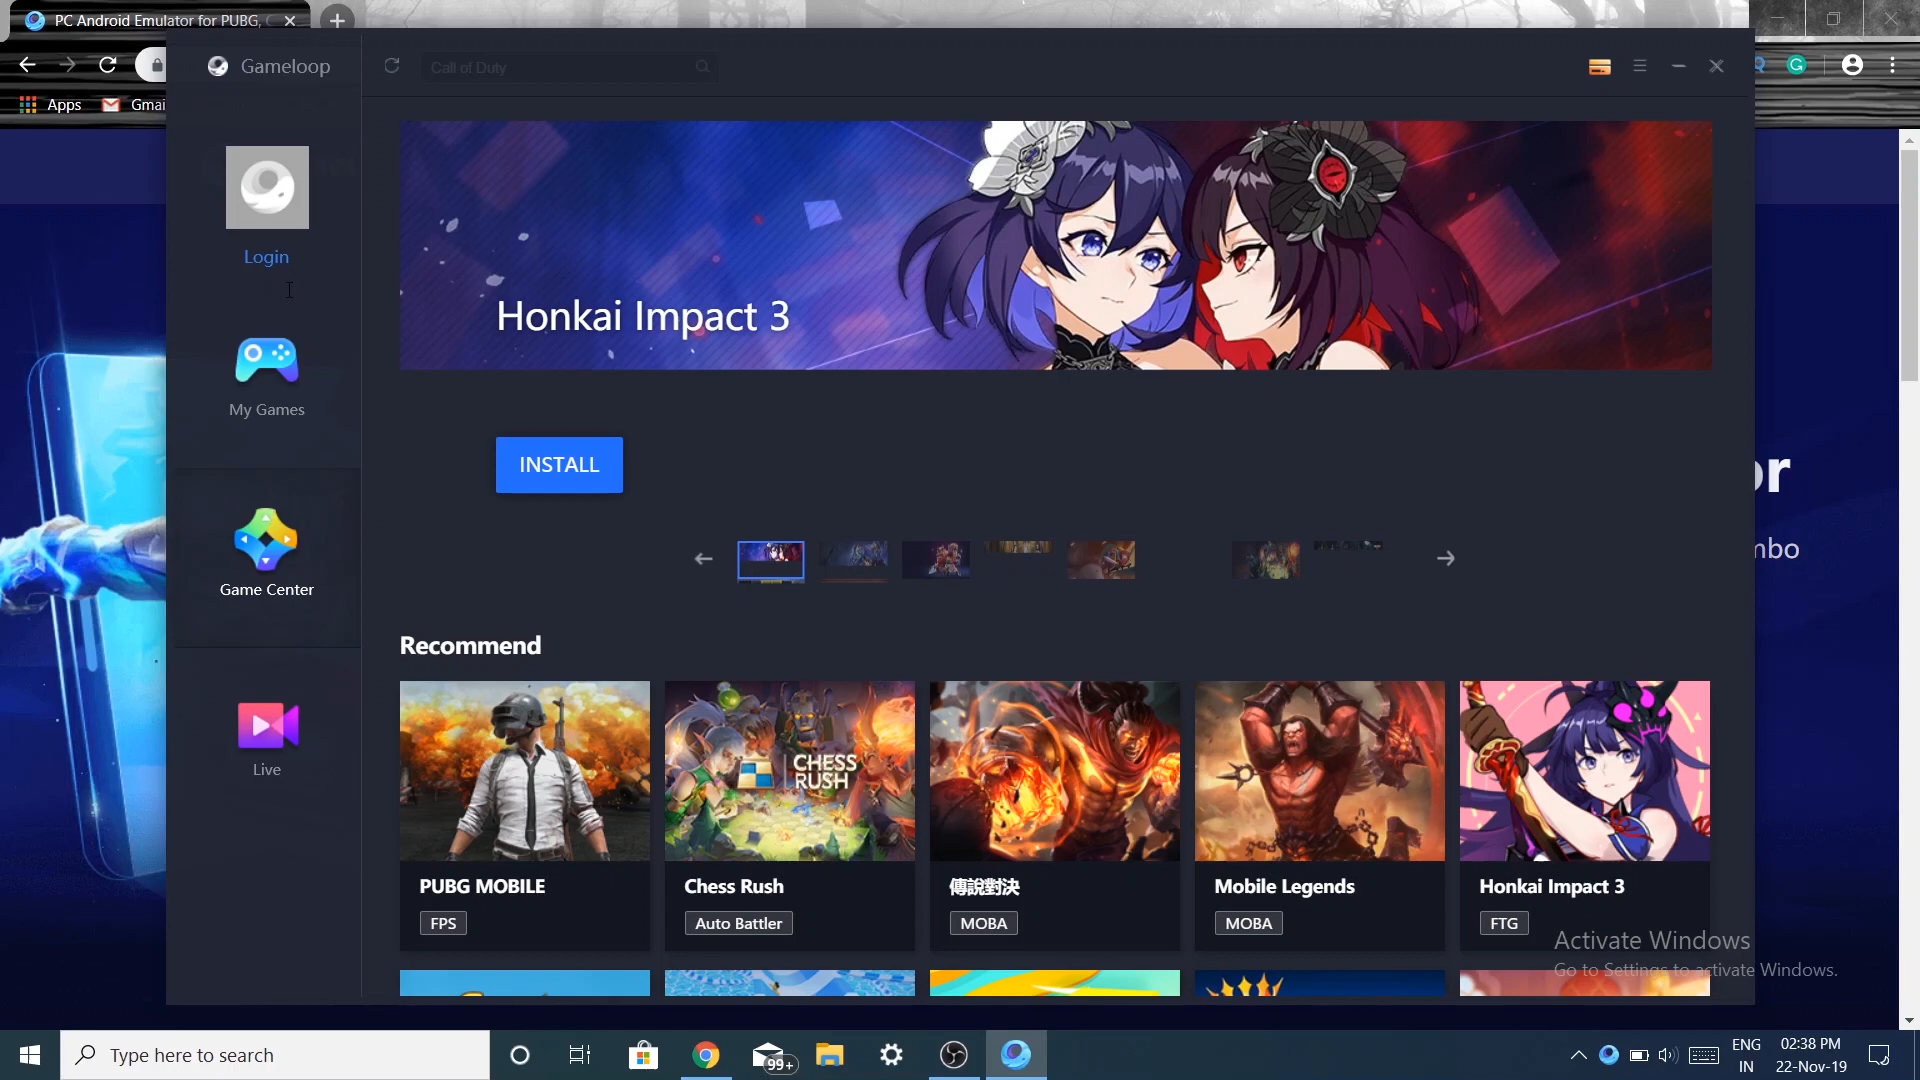 PC Android Emulator for PUBG,
Apps
Gmai
Gameloop
Call of Duty
Login
My Games
Game Center
Live
Honkai Impact 3
INSTALL
or
mbo
Recommend
CHESS
RUSH
PUBG MOBILE
FPS
Chess Rush
Auto Battler
傳說對決
MOBA
Mobile Legends
MOBA
Honkai Impact 3
FTG
Activate Windows
Go to Settings to activate Windows.
Type here to search
99+
ENG
IN
02:38 PM
22-Nov-19